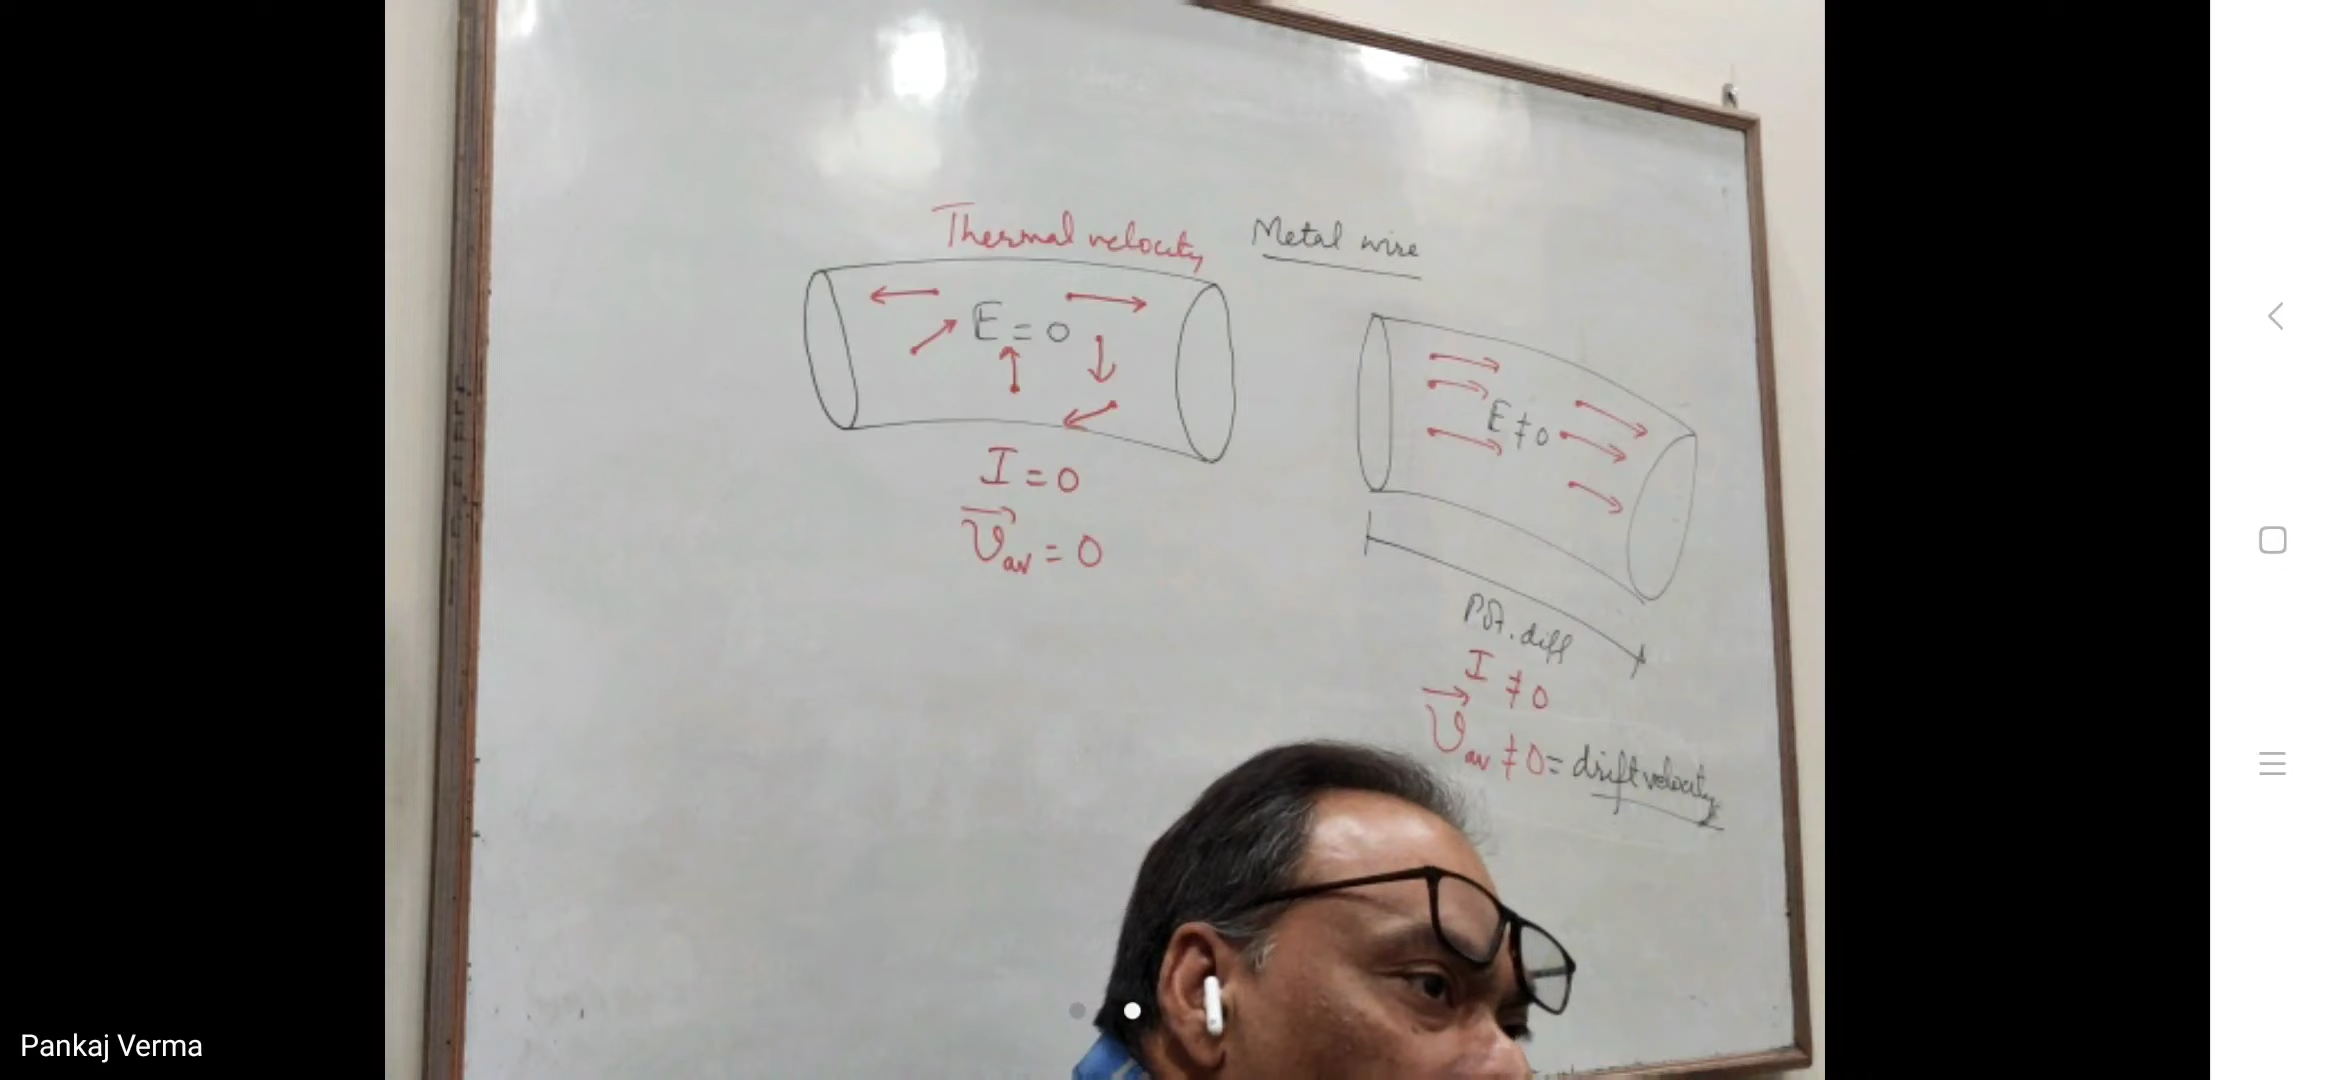 Thermal velocity
Metal wire
E = 0
I = 0
v⃗av = 0
E ≠ 0
Pot. diff
I ≠ 0
v⃗av ≠ 0 = drift velocity
Pankaj Verma